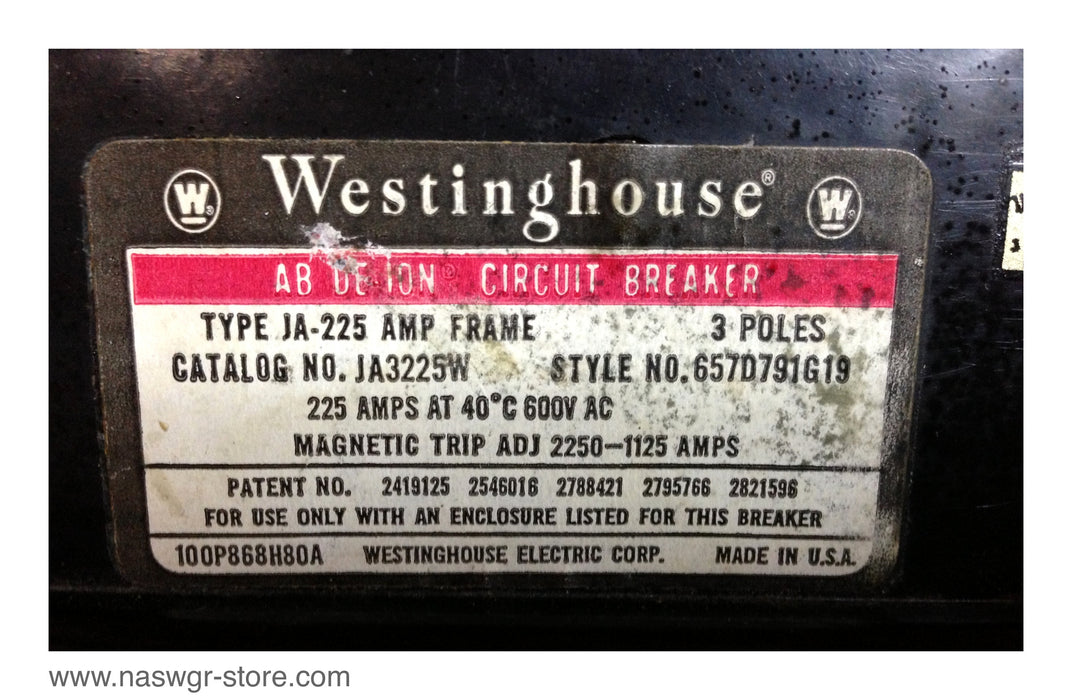 W Westinghouse® W
AB DE-ION® CIRCUIT BREAKER
TYPE JA-225 AMP FRAME 3 POLES
CATALOG NO. JA3225W STYLE NO. 657D791G19
225 AMPS AT 40°C 600V AC
MAGNETIC TRIP ADJ 2250-1125 AMPS
PATENT NO. 2419125 2546016 2788421 2795766 2821596
FOR USE ONLY WITH AN ENCLOSURE LISTED FOR THIS BREAKER
100P868H80A WESTINGHOUSE ELECTRIC CORP. MADE IN U.S.A.
www.naswgr-store.com